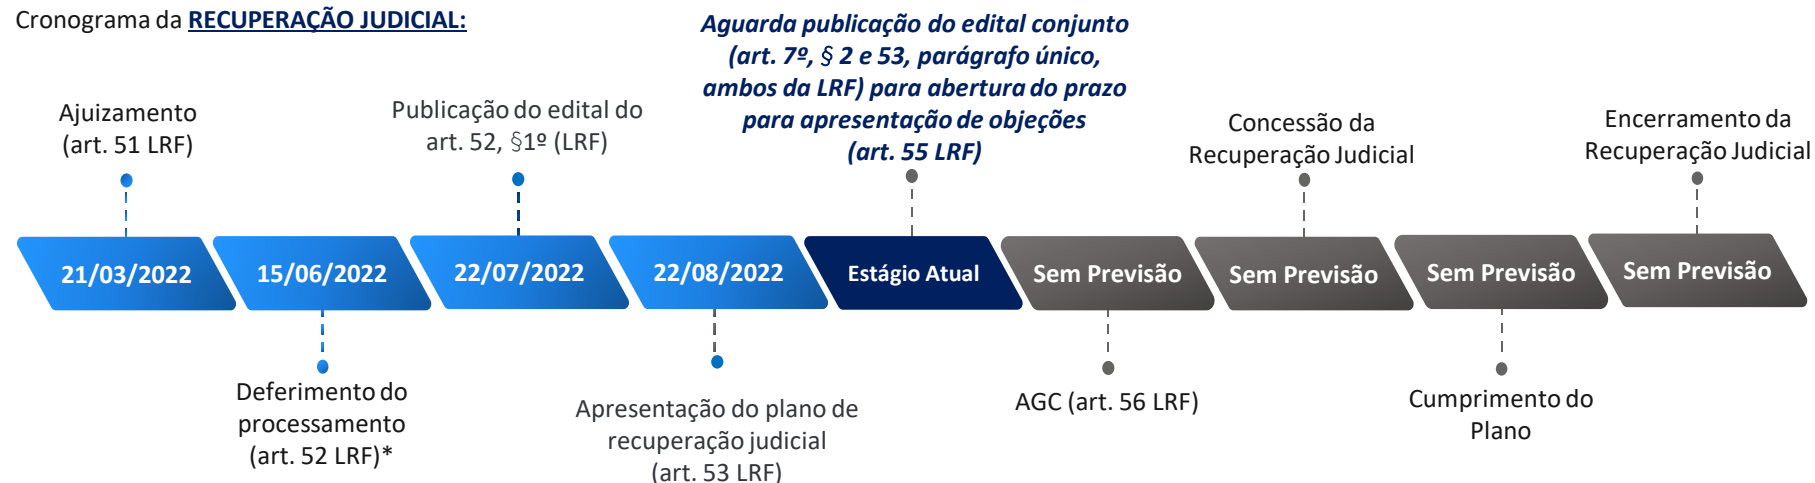 Cronograma da RECUPERAÇÃO JUDICIAL:
Aguarda publicação do edital conjunto
(art. 7º, § 2 e 53, parágrafo único,
ambos da LRF) para abertura do prazo
para apresentação de objeções
(art. 55 LRF)
Ajuizamento
(art. 51 LRF)
Publicação do edital do
art. 52, §1º (LRF)
Concessão da
Recuperação Judicial
Encerramento da
Recuperação Judicial
21/03/2022
15/06/2022
22/07/2022
22/08/2022
Estágio Atual
Sem Previsão
Sem Previsão
Sem Previsão
Sem Previsão
Deferimento do
processamento
(art. 52 LRF)*
Apresentação do plano de
recuperação judicial
(art. 53 LRF)
AGC (art. 56 LRF)
Cumprimento do
Plano